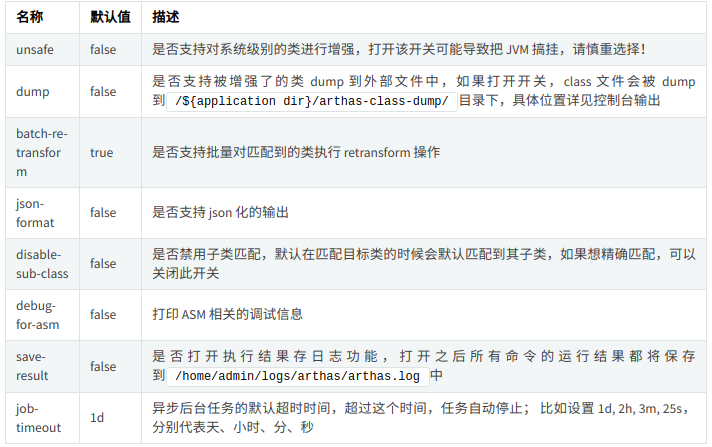 名称 默认值 描述
unsafe false 是否支持对系统级别的类进行增强，打开该开关可能导致把 JVM 搞挂，请慎重选择！
dump false 是否支持被增强了的类 dump 到外部文件中，如果打开开关，class 文件会被 dump
到 /${application dir}/arthas-class-dump/ 目录下，具体位置详见控制台输出
batch-re-
transfor
m
true 是否支持批量对匹配到的类执行 retransform 操作
json-
format
false 是否支持 json 化的输出
disable-
sub-class
false 是否禁用子类匹配，默认在匹配目标类的时候会默认匹配到其子类，如果想精确匹配，可以
关闭此开关
debug-
for-asm
false 打印 ASM 相关的调试信息
save-
result
false 是否打开执行结果存日志功能，打开之后所有命令的运行结果都将保存
到 /home/admin/logs/arthas/arthas.log 中
job-
timeout
1d 异步后台任务的默认超时时间，超过这个时间，任务自动停止； 比如设置 1d, 2h, 3m, 25s，
分别代表天、小时、分、秒